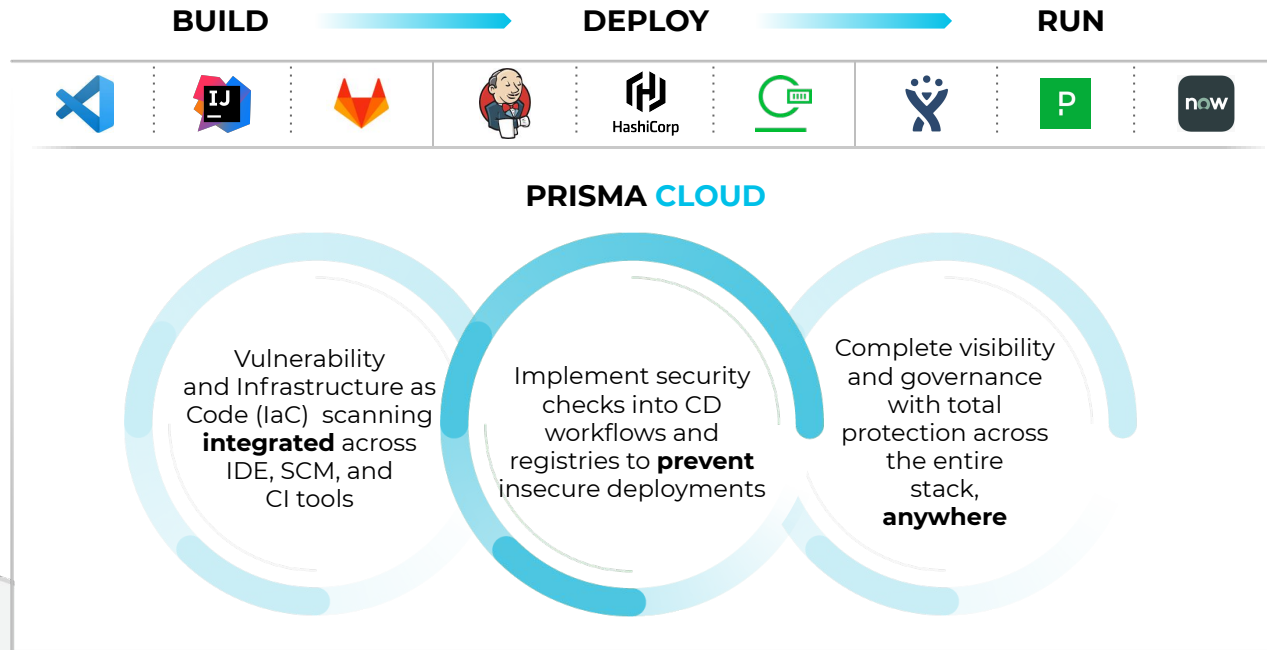 BUILD
DEPLOY
RUN
IJ
HashiCorp
P
now
PRISMA CLOUD
Vulnerability
and Infrastructure as
Code (IaC) scanning
integrated across
IDE, SCM, and
CI tools
Implement security
checks into CD
workflows and
registries to prevent
insecure deployments
Complete visibility
and governance
with total
protection across
the entire
stack,
anywhere